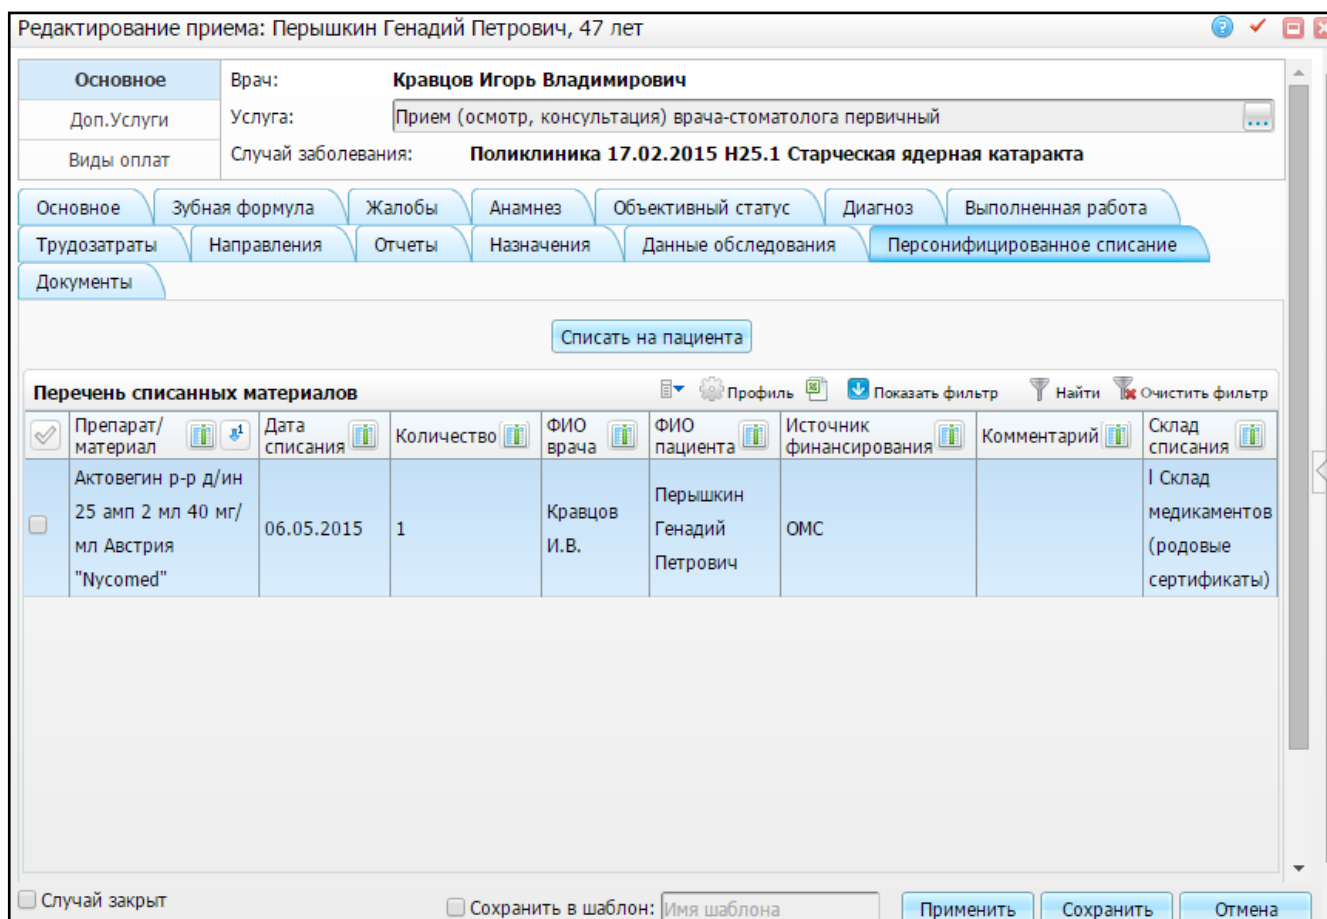 Редактирование приема: Перышкин Генадий Петрович, 47 лет
Основное
Врач: Кравцов Игорь Владимирович
Доп.Услуги
Услуга: Прием (осмотр, консультация) врача-стоматолога первичный ...
Виды оплат
Случай заболевания: Поликлиника 17.02.2015 H25.1 Старческая ядерная катаракта
Основное Зубная формула Жалобы Анамнез Объективный статус Диагноз Выполненная работа
Трудозатраты Направления Отчеты Назначения Данные обследования Персонифицированное списание
Документы
Списать на пациента
Перечень списанных материалов Профиль Показать фильтр Найти Очистить фильтр
Препарат/
материал
1
Дата
списания
Количество
ФИО
врача
ФИО
пациента
Источник
финансирования
Комментарий
Склад
списания
Актовегин р-р д/ин
25 амп 2 мл 40 мг/
мл Австрия
"Nycomed"
06.05.2015
1
Кравцов
И.В.
Перышкин
Генадий
Петрович
ОМС
I Склад
медикаментов
(родовые
сертификаты)
Случай закрыт
Сохранить в шаблон: Имя шаблона
Применить Сохранить Отмена